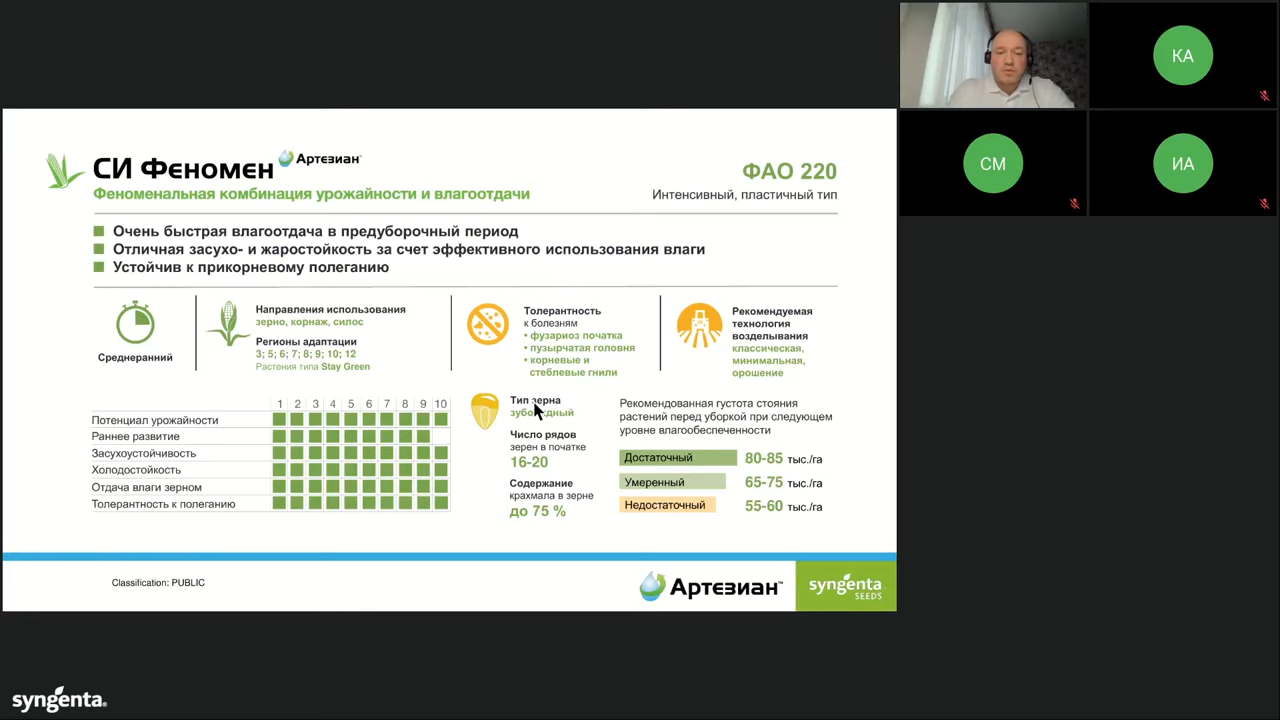 СИ Феномен
Артезиан™
ФАО 220
Феноменальная комбинация урожайности и влагоотдачи
Интенсивный, пластичный тип
Очень быстрая влагоотдача в предуборочный период
Отличная засухо- и жаростойкость за счет эффективного использования влаги
Устойчив к прикорневому полеганию
Среднеранний
Направления использования
зерно, корнаж, силос
Регионы адаптации
3; 5; 6; 7; 8; 9; 10; 12
Растения типа Stay Green
Толерантность
к болезням
• фузариоз початка
• пузырчатая головня
• корневые и
стеблевые гнили
Рекомендуемая
технология
возделывания
классическая,
минимальная,
орошение
1 2 3 4 5 6 7 8 9 10
Потенциал урожайности
Раннее развитие
Засухоустойчивость
Холодостойкость
Отдача влаги зерном
Толерантность к полеганию
Тип зерна
зубовидный
Число рядов
зерен в початке
16-20
Содержание
крахмала в зерне
до 75 %
Рекомендованная густота стояния
растений перед уборкой при следующем
уровне влагообеспеченности
Достаточный 80-85 тыс./га
Умеренный 65-75 тыс./га
Недостаточный 55-60 тыс./га
Classification: PUBLIC
Артезиан™
syngenta
SEEDS
КА
СМ
ИА
syngenta